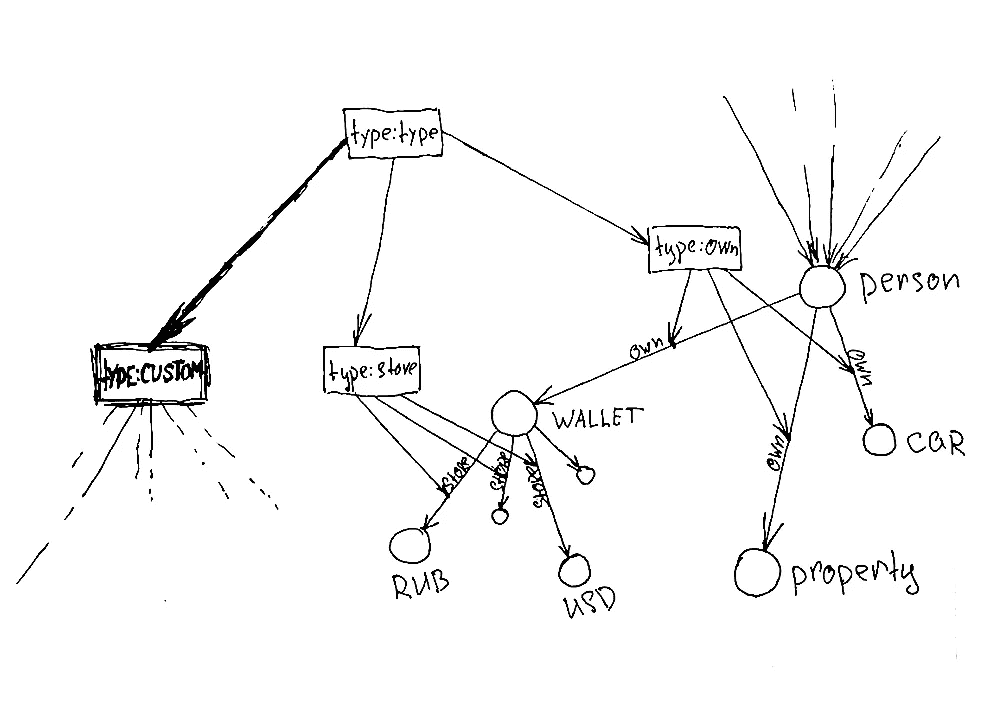 type:type
type:own
person
own
type:CUSTOM
type:store
own
WALLET
CAR
own
store
store
store
RUB
USD
property